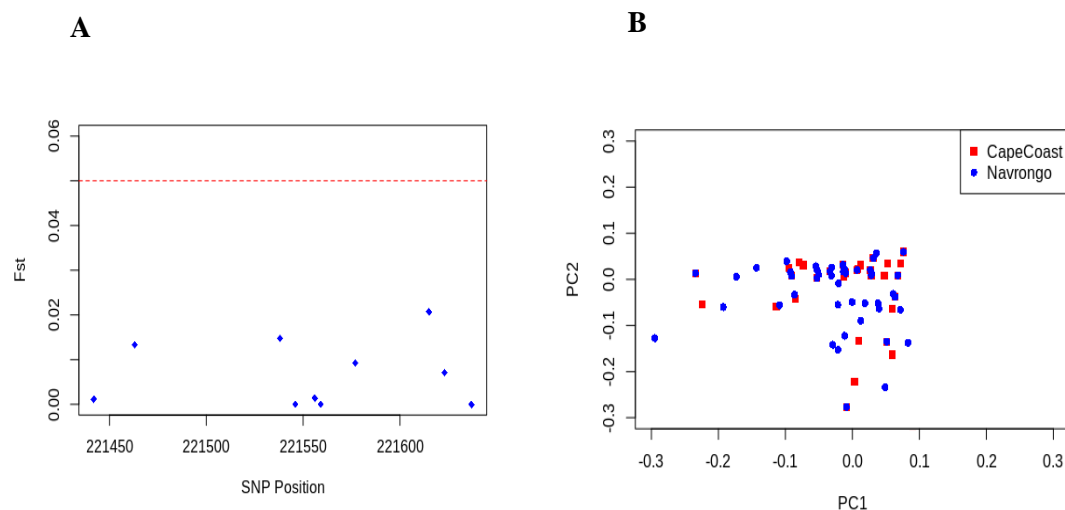 A
B
0.06
0.04
0.02
0.00
Fst
221450 221500 221550 221600
SNP Position
CapeCoast
Navrongo
0.3
0.2
0.1
0.0
-0.1
-0.2
-0.3
PC2
-0.3 -0.2 -0.1 0.0 0.1 0.2 0.3
PC1